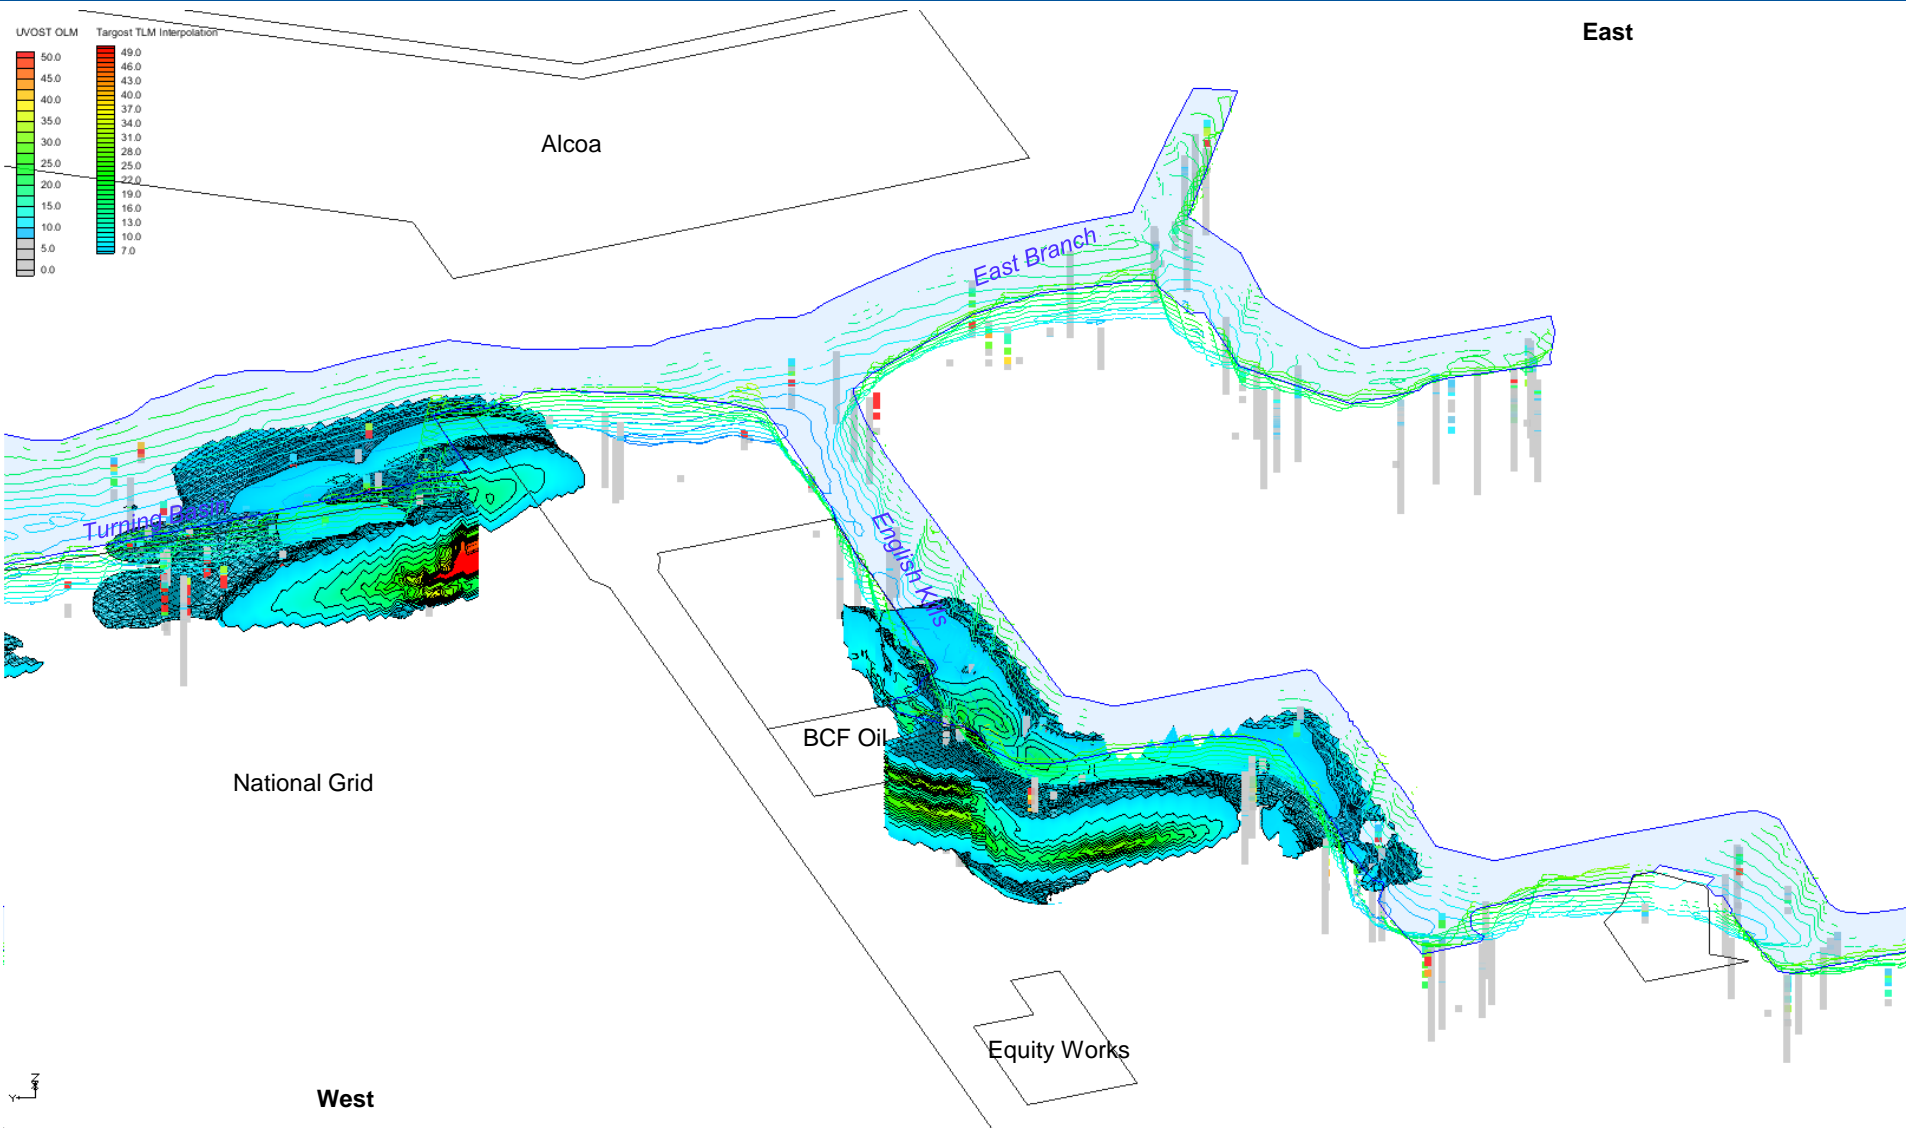 East
UVOST OLM
Targost TLM Interpolation
50.0
45.0
40.0
35.0
30.0
25.0
20.0
15.0
10.0
5.0
0.0
49.0
46.0
43.0
40.0
37.0
34.0
31.0
28.0
25.0
22.0
19.0
16.0
13.0
10.0
7.0
Alcoa
East Branch
Turning Basin
English Kills
BCF Oil
National Grid
Equity Works
West
Z
Y